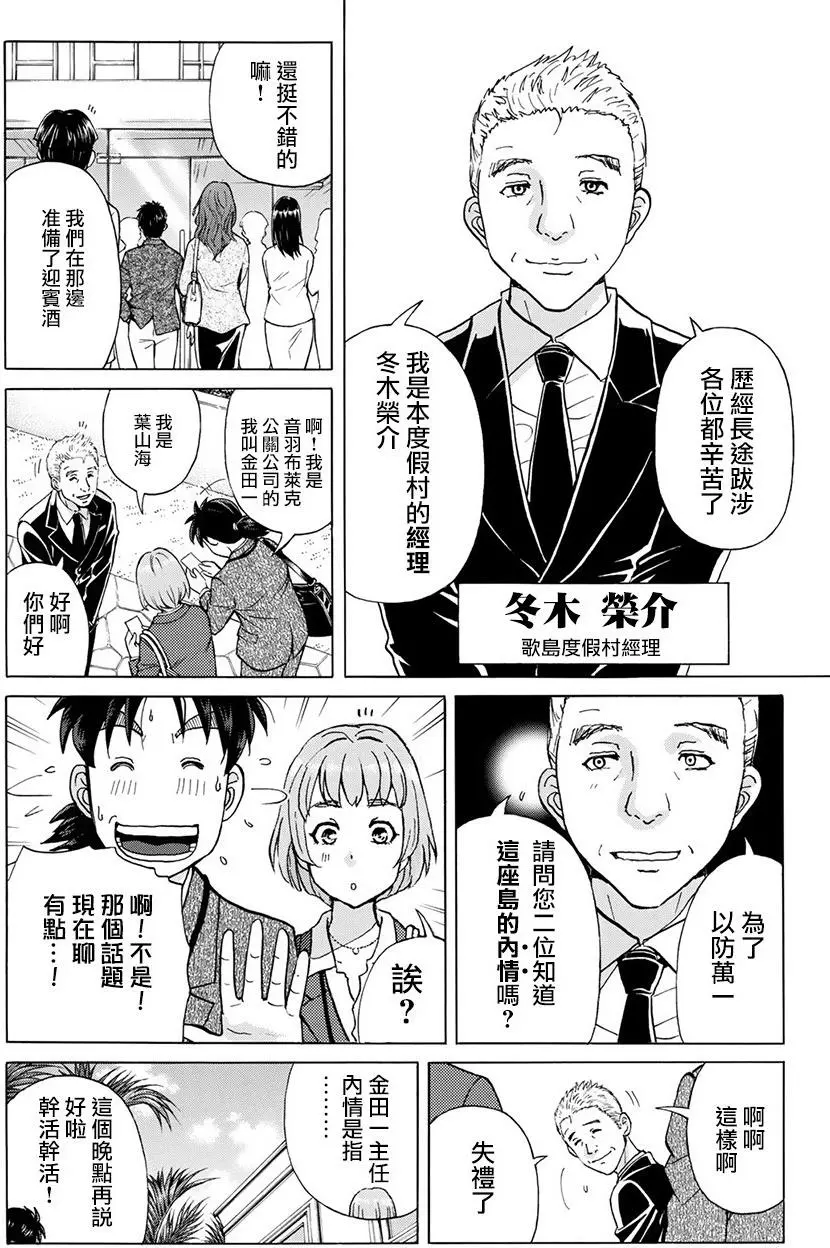 歷經長途跋涉
各位都辛苦了
我是本度假村的經理
冬木榮介
冬木 榮介
歌島度假村經理
還挺不錯的
嘛！
我們在那邊
准備了迎賓酒
啊！我是
音羽布萊克
公關公司的
我叫金田一
我是
葉山海
好啊
你們好
為了
以防萬一
請問您二位知道
這座島的內情嗎？
誒？
啊！不是！
那個話題
現在聊
有點…！
啊啊
這樣啊
失禮了
金田一主任
內情是指
………
這個晚點再說
好啦
幹活幹活！